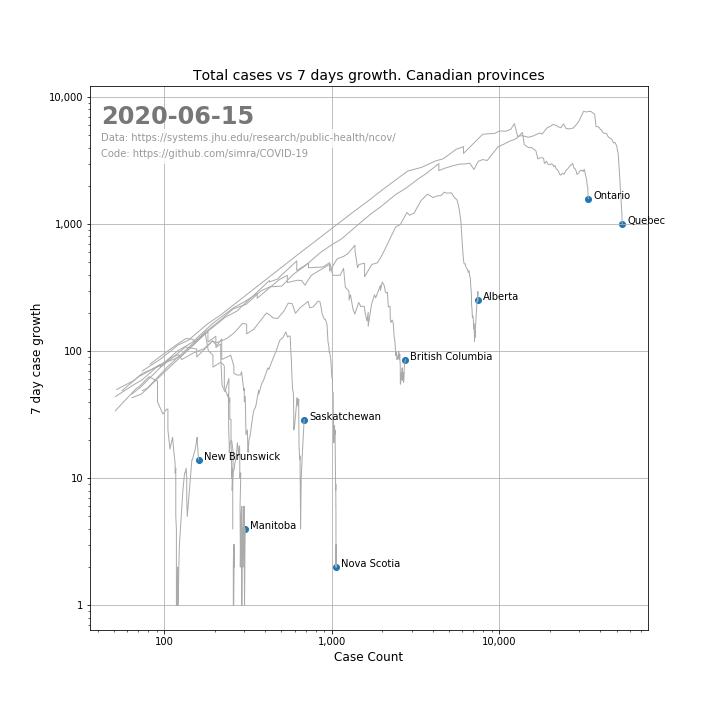 Total cases vs 7 days growth. Canadian provinces
10,000
2020-06-15
Data: https://systems.jhu.edu/research/public-health/ncov/
Code: https://github.com/simra/COVID-19
Ontario
Quebec
1,000
Alberta
7 day case growth
100
British Columbia
Saskatchewan
New Brunswick
10
Manitoba
Nova Scotia
1
100
1,000
10,000
Case Count